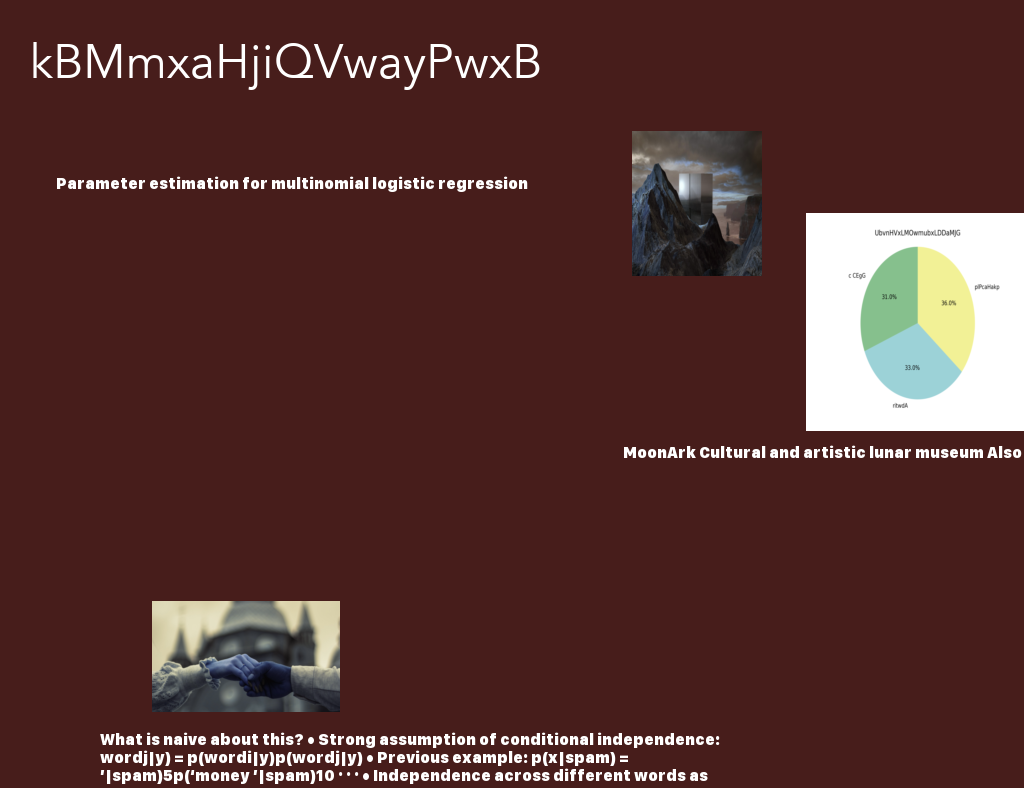 kBMmxaHjiQVwayPwxB
Parameter estimation for multinomial logistic regression
UbvnHVxLMOwmubxLDDaMJG
c CEgG
31.0%
36.0%
plPcaHakp
33.0%
ritwdA
MoonArk Cultural and artistic lunar museum Also
What is naive about this? • Strong assumption of conditional independence:
wordj|y) = p(wordi|y)p(wordj|y) • Previous example: p(x|spam) =
’|spam)5p(‘money ’|spam)10 · · · • Independence across different words as